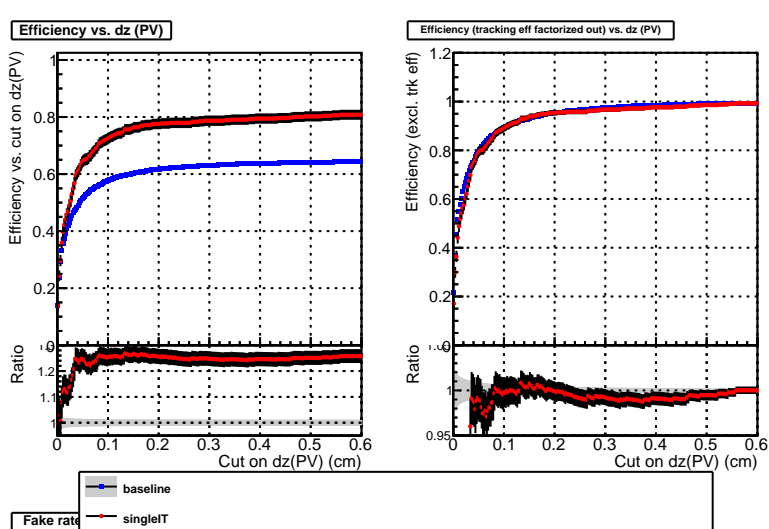 Efficiency vs. dz (PV)
Efficiency (tracking eff factorized out) vs. dz (PV)
Efficiency vs. cut on dz(PV)
1
0.8
0.6
0.4
0.2
Ratio
1.2
1.1
1
0 0.1 0.2 0.3 0.4 0.5 0.6
Cut on dz(PV) (cm)
Efficiency (excl. trk eff)
1.2
1
0.8
0.6
0.4
0.2
Ratio
1
0.95
0 0.1 0.2 0.3 0.4 0.5 0.6
Cut on dz(PV) (cm)
baseline
singleIT
Fake rate